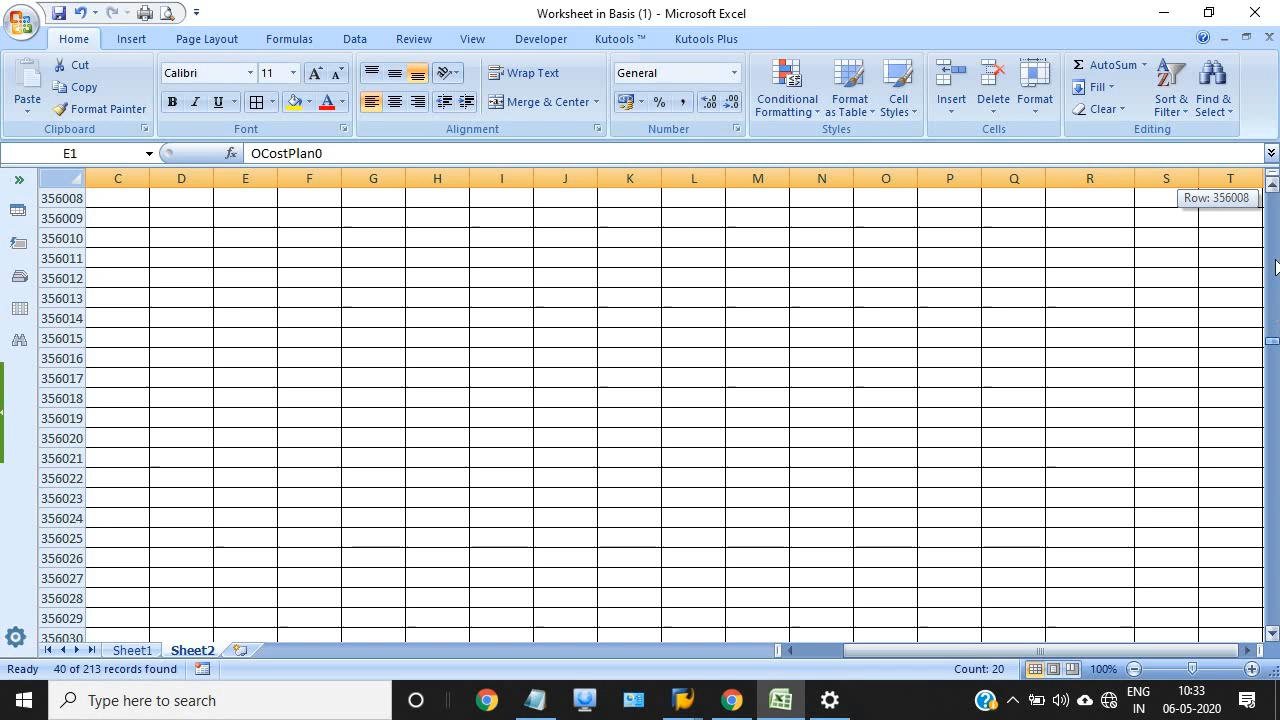 Worksheet in Basis (1) - Microsoft Excel
Home Insert Page Layout Formulas Data Review View Developer Kutools ™ Kutools Plus
Paste Cut Copy Format Painter Clipboard
Calibri 11 A A B I U A Font
Wrap Text Merge & Center Alignment
General % , Number
Conditional Formatting Format as Table Cell Styles Styles
Insert Delete Format Cells
Σ AutoSum Fill Clear Sort & Filter Find & Select Editing
E1 fx OCostPlan0
C D E F G H I J K L M N O P Q R S T
356008 Row: 356008
356009
356010
356011
356012
356013
356014
356015
356016
356017
356018
356019
356020
356021
356022
356023
356024
356025
356026
356027
356028
356029
356030
Sheet1 Sheet2
Ready 40 of 213 records found Count: 20 100%
Type here to search ENG IN 10:33 06-05-2020